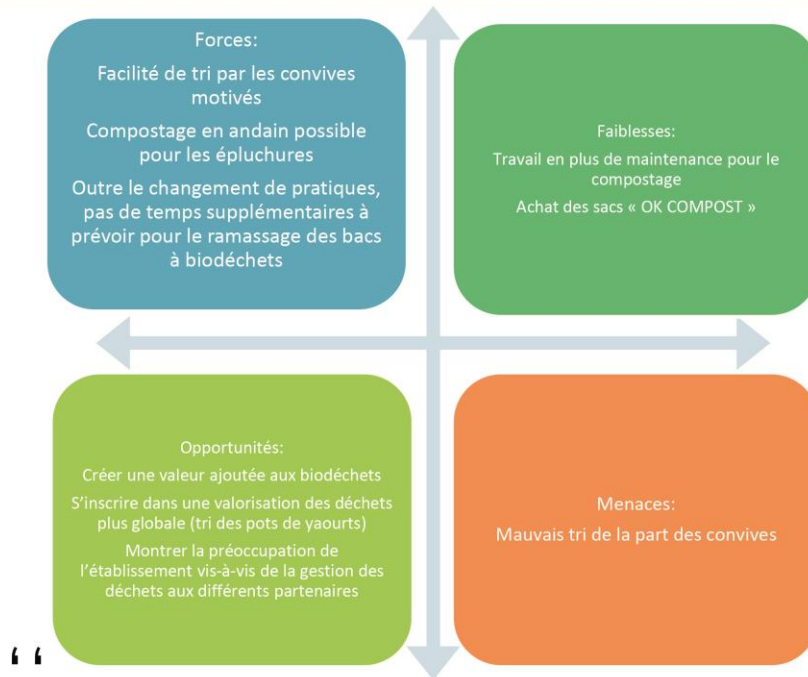 Forces:
Facilité de tri par les convives
motivés
Compostage en andain possible
pour les épluchures
Outre le changement de pratiques,
pas de temps supplémentaires à
prévoir pour le ramassage des bacs
à biodéchets
Faiblesses:
Travail en plus de maintenance pour le
compostage
Achat des sacs « OK COMPOST »
Opportunités:
Créer une valeur ajoutée aux biodéchets
S'inscrire dans une valorisation des déchets
plus globale (tri des pots de yaourts)
Montrer la préoccupation de
l'établissement vis-à-vis de la gestion des
déchets aux différents partenaires
Menaces:
Mauvais tri de la part des convives
“